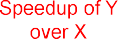 Speedup of Y
over X